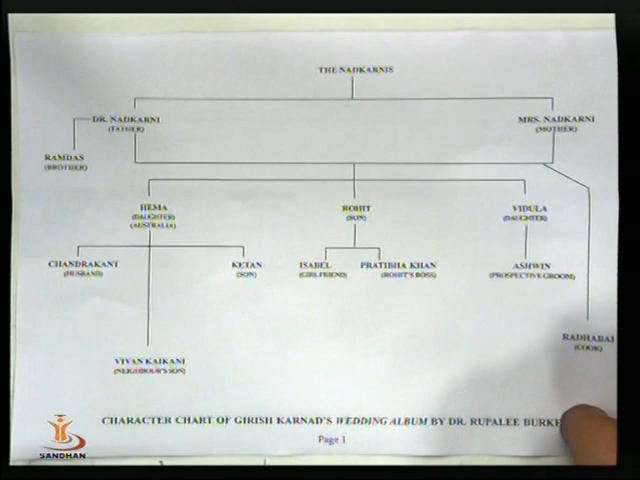 THE NADKARNIS
DR. NADKARNI
(FATHER)
MRS. NADKARNI
(MOTHER)
RAMDAS
(BROTHER)
HEMA
(DAUGHTER)
(AUSTRALIA)
ROHIT
(SON)
VIDULA
(DAUGHTER)
CHANDRAKANT
(HUSBAND)
KETAN
(SON)
ISABEL
(GIRLFRIEND)
PRATIBHA KHAN
(ROHIT'S BOSS)
ASHWIN
(PROSPECTIVE GROOM)
RADHABAI
(COOK)
VIVAN KAIKANI
(NEIGHBOUR'S SON)
CHARACTER CHART OF GIRISH KARNAD'S WEDDING ALBUM BY DR. RUPALEE BURKE
Page 1
SANDHAN